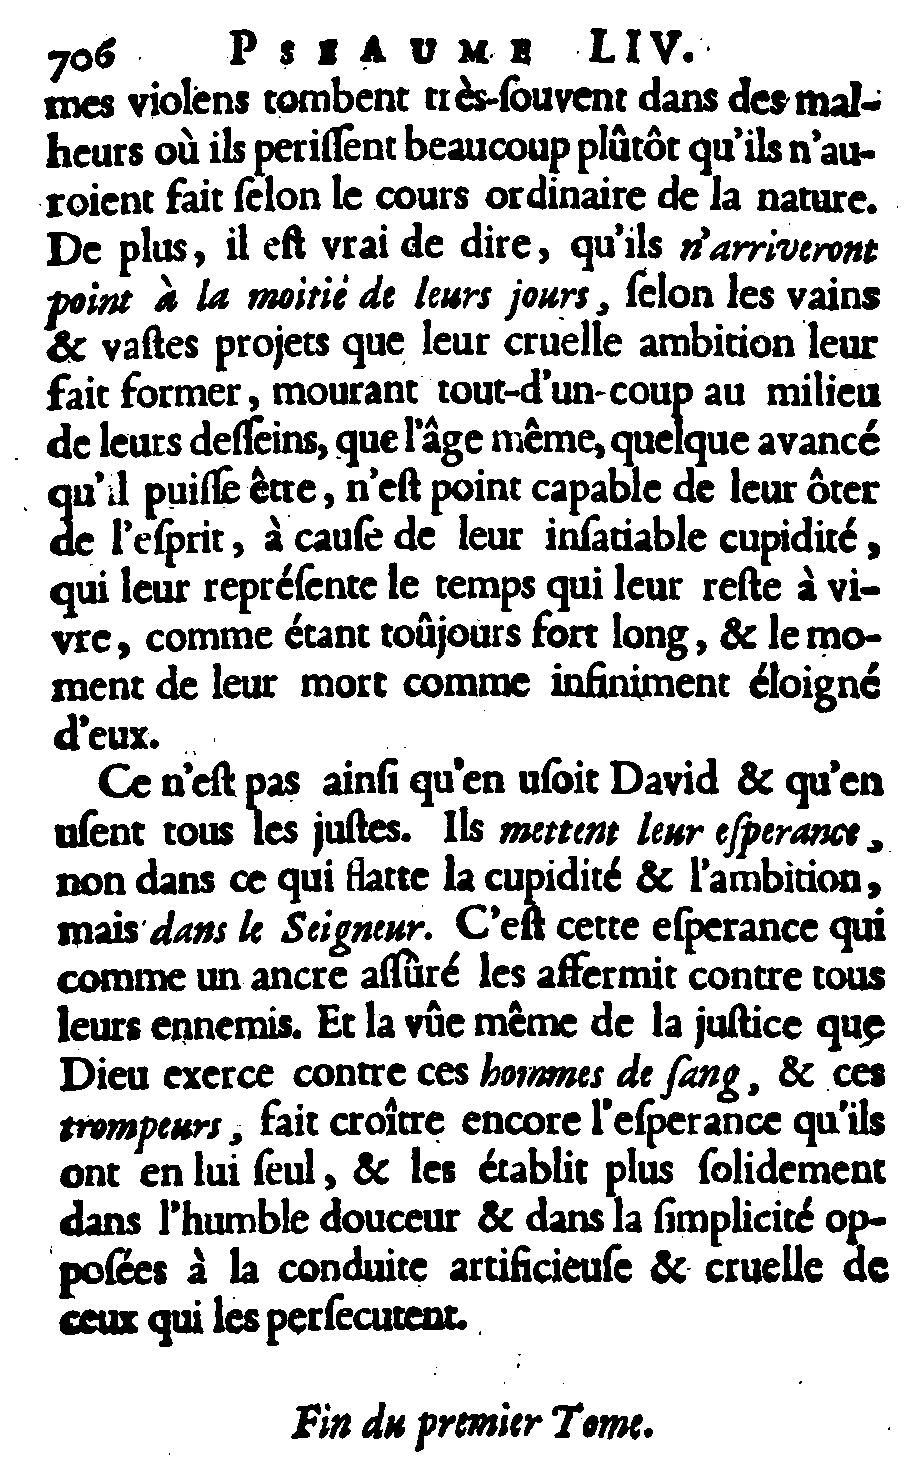 706 PSEAUME LIV.
mes violens tombent très-ſouvent dans des mal-
heurs où ils periſſent beaucoup plûtôt qu'ils n'au-
roient fait ſelon le cours ordinaire de la nature.
De plus, il eſt vrai de dire, qu'ils n'arriveront
point à la moitié de leurs jours, ſelon les vains
& vaſtes projets que leur cruelle ambition leur
fait former, mourant tout-d'un-coup au milieu
de leurs deſſeins, que l'âge même, quelque avancé
qu'il puiſſe être, n'eſt point capable de leur ôter
de l'eſprit, à cauſe de leur inſatiable cupidité,
qui leur repréſente le temps qui leur reſte à vi-
vre, comme étant toûjours fort long, & le mo-
ment de leur mort comme infiniment éloigné
d'eux.
Ce n'eſt pas ainſi qu'en uſoit David & qu'en
uſent tous les juſtes. Ils mettent leur eſperance,
non dans ce qui flatte la cupidité & l'ambition,
mais dans le Seigneur. C'eſt cette eſperance qui
comme un ancre aſſûré les affermit contre tous
leurs ennemis. Et la vûe même de la juſtice que
Dieu exerce contre ces hommes de ſang, & ces
trompeurs, fait croître encore l'eſperance qu'ils
ont en lui ſeul, & les établit plus ſolidement
dans l'humble douceur & dans la ſimplicité op-
poſées à la conduite artificieuſe & cruelle de
ceux qui les perſecutent.
Fin du premier Tome.